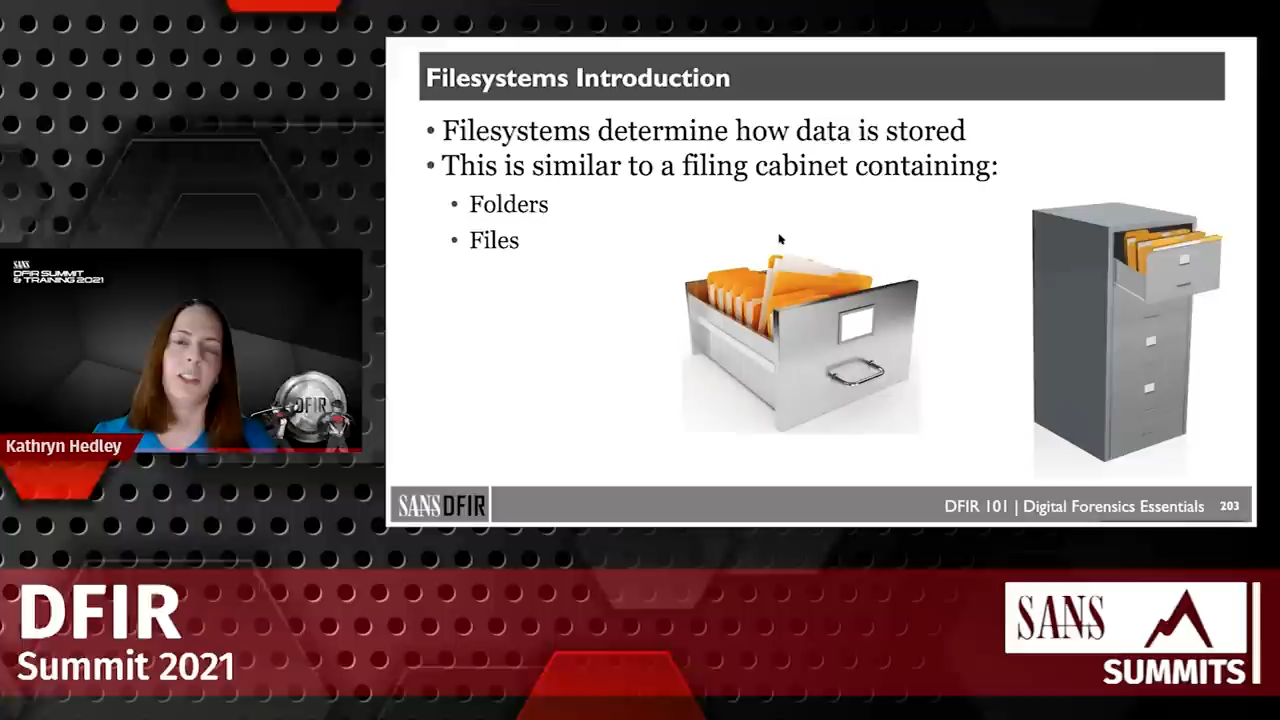 Filesystems Introduction
• Filesystems determine how data is stored
• This is similar to a filing cabinet containing:
• Folders
• Files
SANS
DFIR SUMMIT
& TRAINING 2021
DFIR
Kathryn Hedley
SANS DFIR
DFIR 101 | Digital Forensics Essentials 203
DFIR
Summit 2021
SANS
SUMMITS